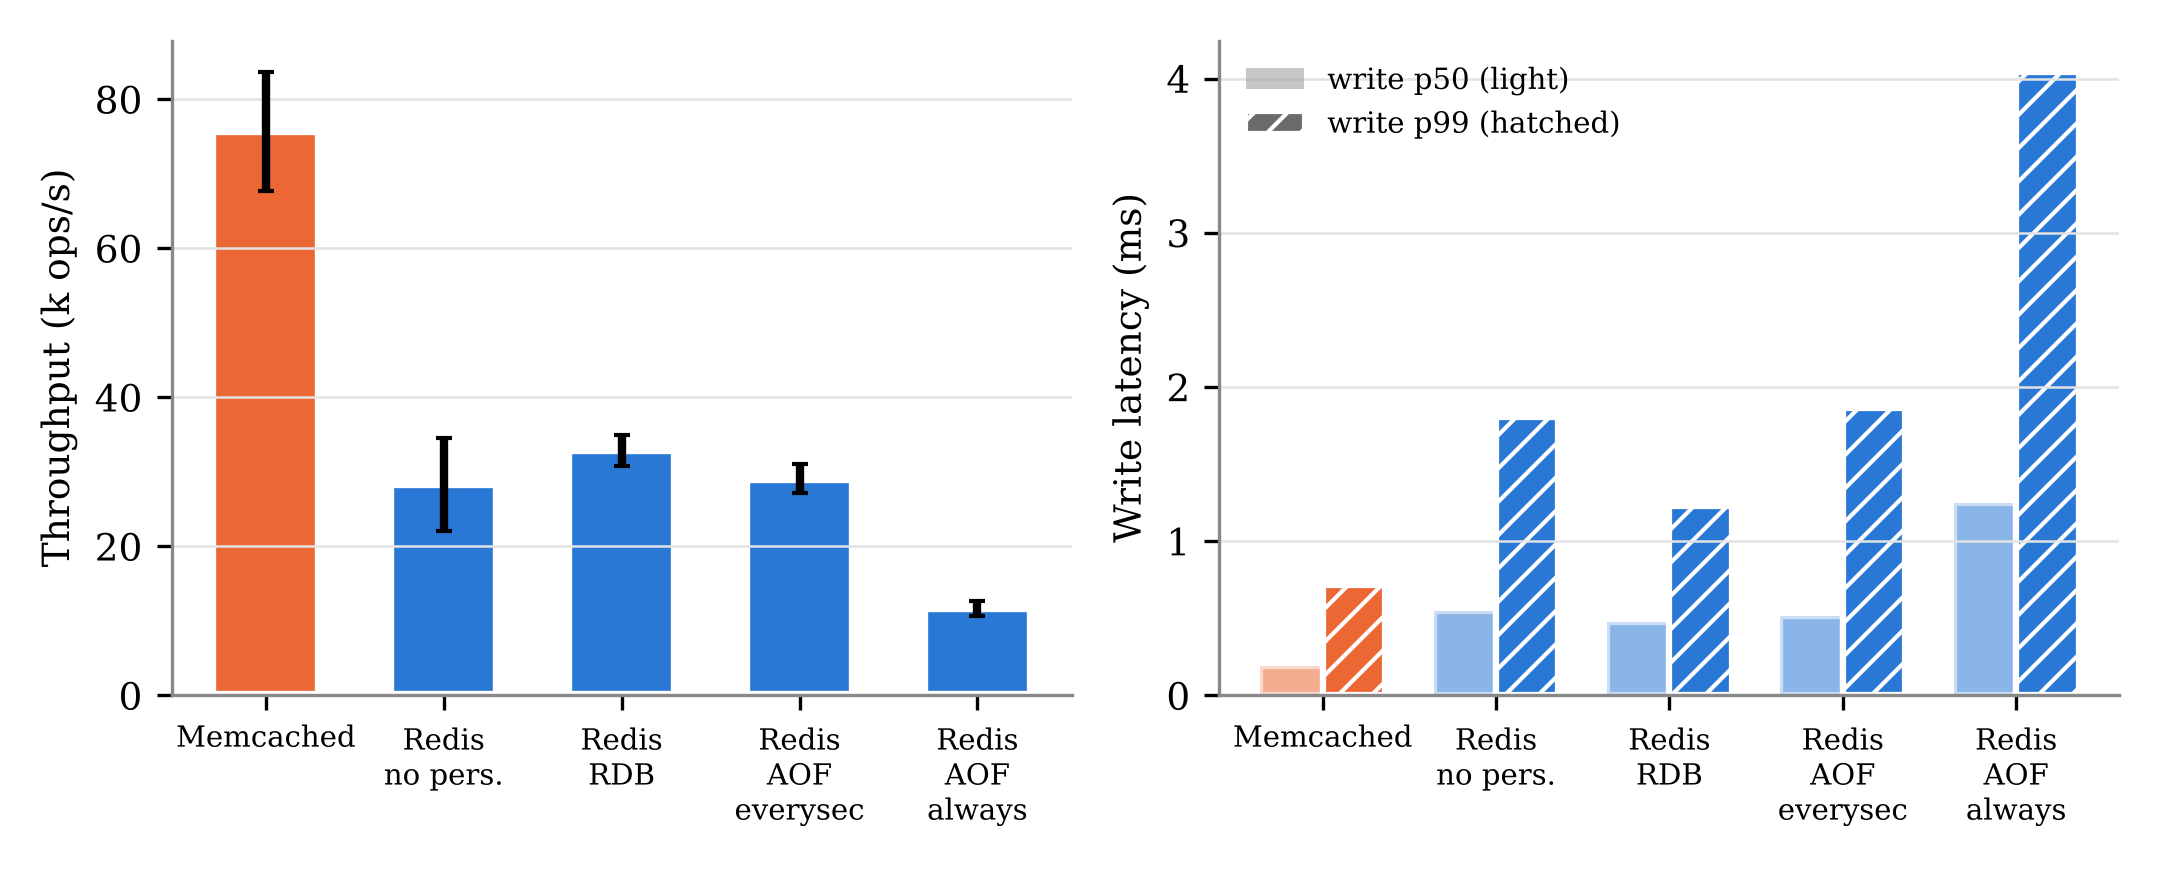 Throughput (k ops/s)
80
60
40
20
0
Memcached
Redis
no pers.
Redis
RDB
Redis
AOF
everysec
Redis
AOF
always
Write latency (ms)
4
3
2
1
0
write p50 (light)
write p99 (hatched)
Memcached
Redis
no pers.
Redis
RDB
Redis
AOF
everysec
Redis
AOF
always